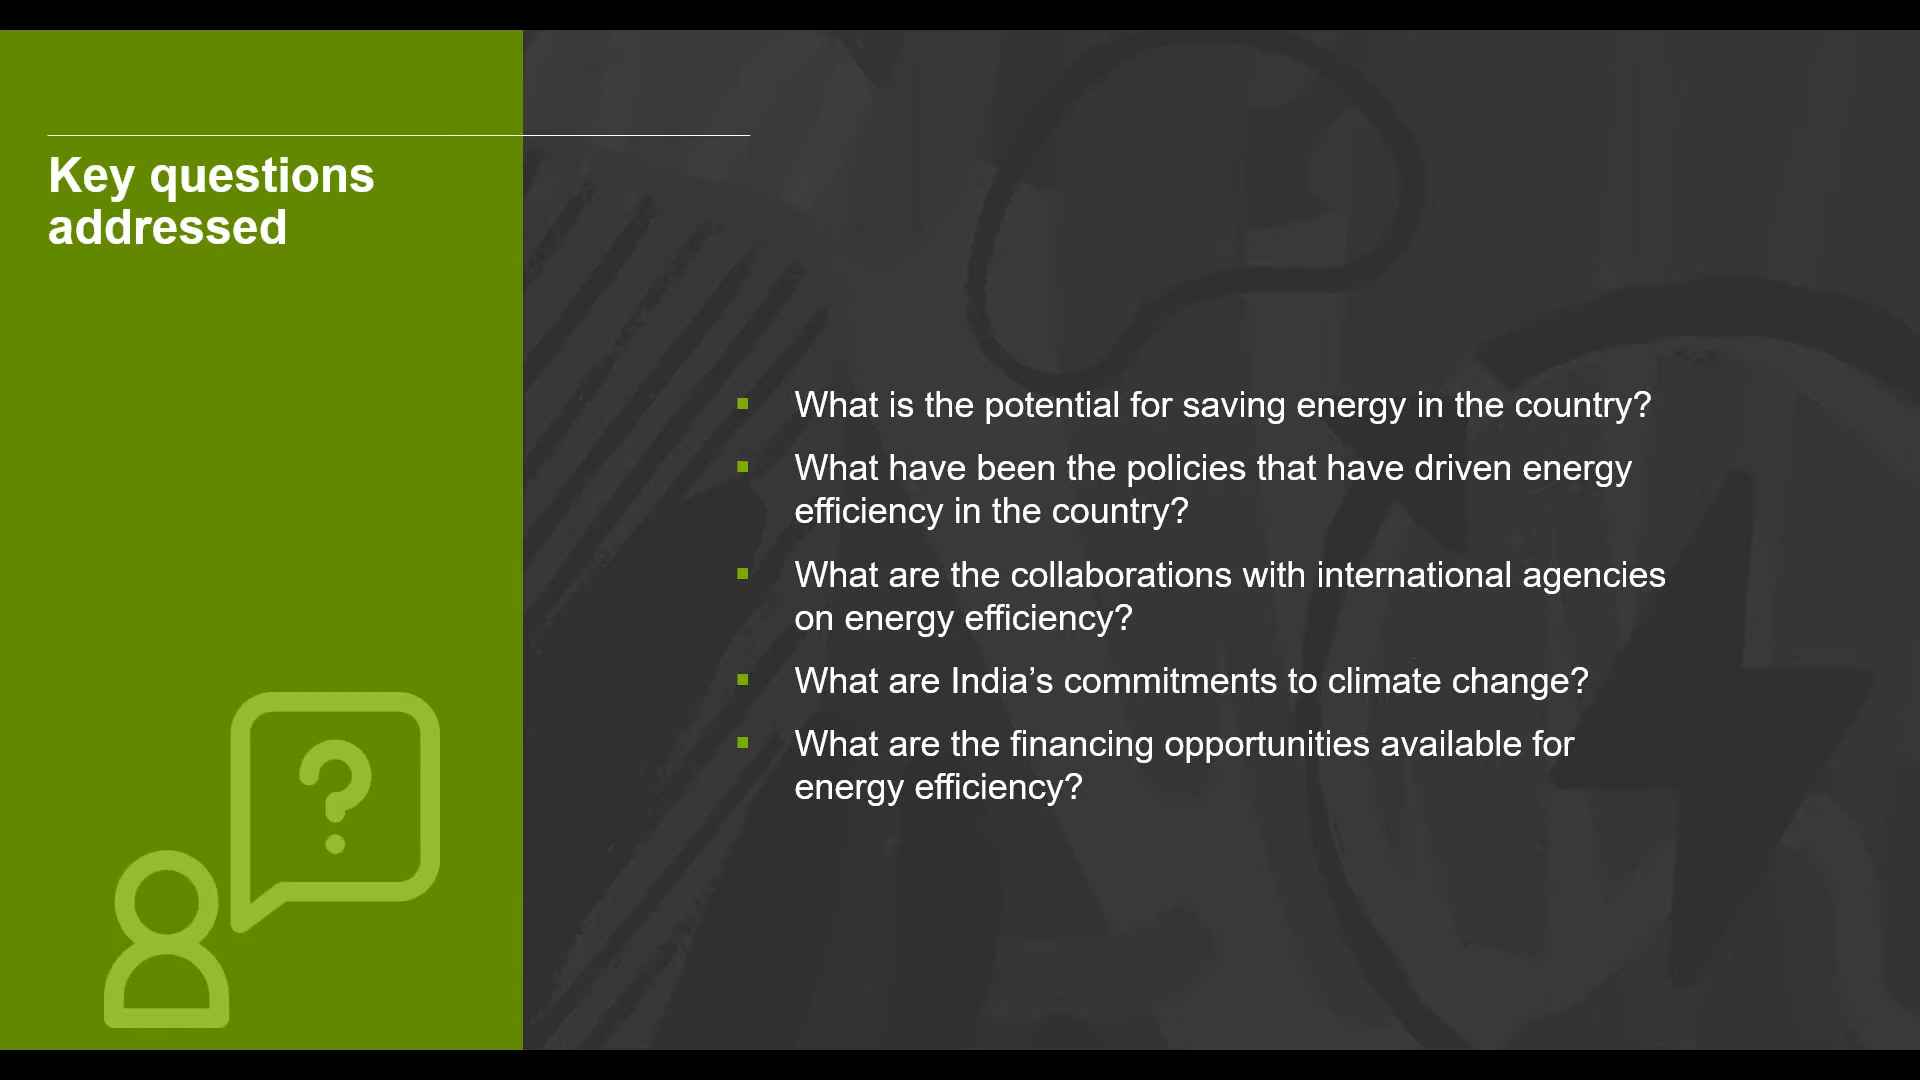 Key questions
addressed
▪ What is the potential for saving energy in the country?
▪ What have been the policies that have driven energy
efficiency in the country?
▪ What are the collaborations with international agencies
on energy efficiency?
▪ What are India’s commitments to climate change?
▪ What are the financing opportunities available for
energy efficiency?
?